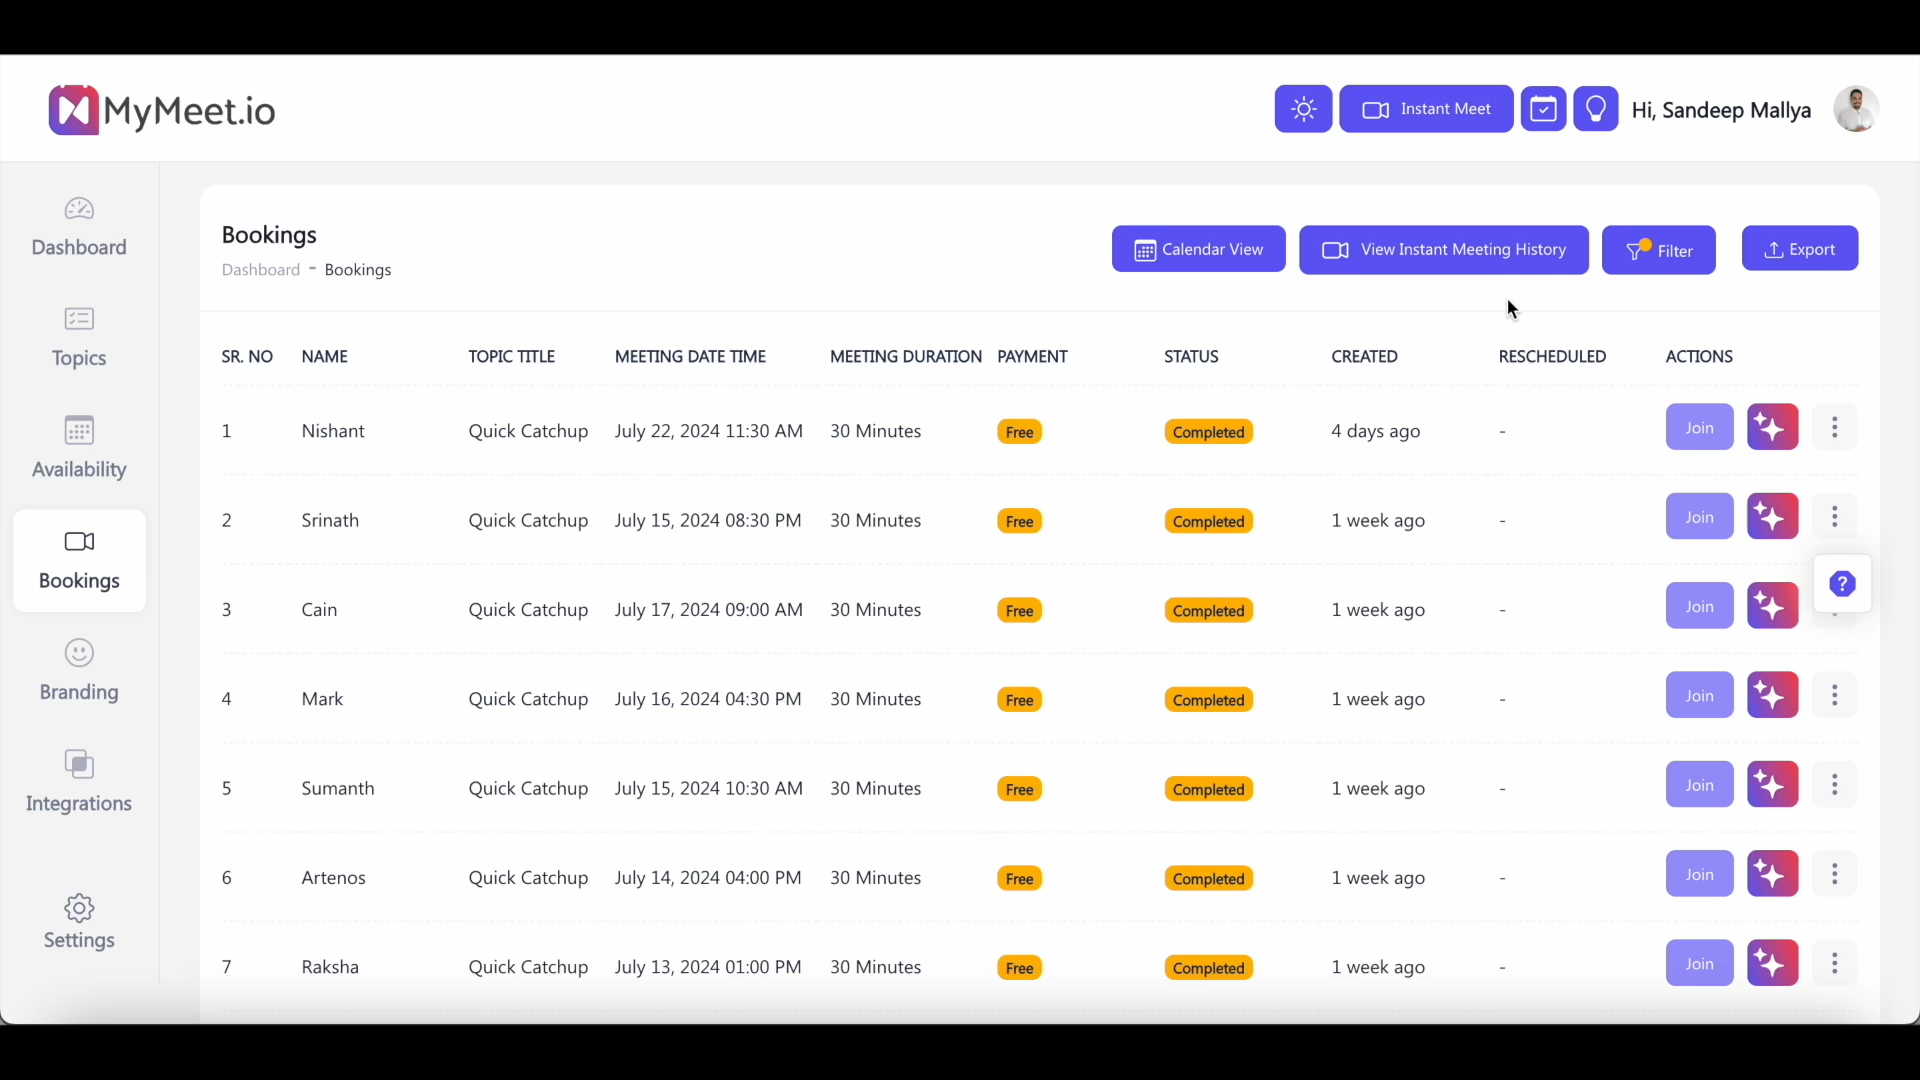 MyMeet.io
Instant Meet
Hi, Sandeep Mallya
Dashboard
Topics
Availability
Bookings
Branding
Integrations
Settings
Bookings
Dashboard - Bookings
Calendar View
View Instant Meeting History
Filter
Export
SR. NO NAME TOPIC TITLE MEETING DATE TIME MEETING DURATION PAYMENT STATUS CREATED RESCHEDULED ACTIONS
1 Nishant Quick Catchup July 22, 2024 11:30 AM 30 Minutes Free Completed 4 days ago - Join
2 Srinath Quick Catchup July 15, 2024 08:30 PM 30 Minutes Free Completed 1 week ago - Join
?
3 Cain Quick Catchup July 17, 2024 09:00 AM 30 Minutes Free Completed 1 week ago - Join
4 Mark Quick Catchup July 16, 2024 04:30 PM 30 Minutes Free Completed 1 week ago - Join
5 Sumanth Quick Catchup July 15, 2024 10:30 AM 30 Minutes Free Completed 1 week ago - Join
6 Artenos Quick Catchup July 14, 2024 04:00 PM 30 Minutes Free Completed 1 week ago - Join
7 Raksha Quick Catchup July 13, 2024 01:00 PM 30 Minutes Free Completed 1 week ago - Join